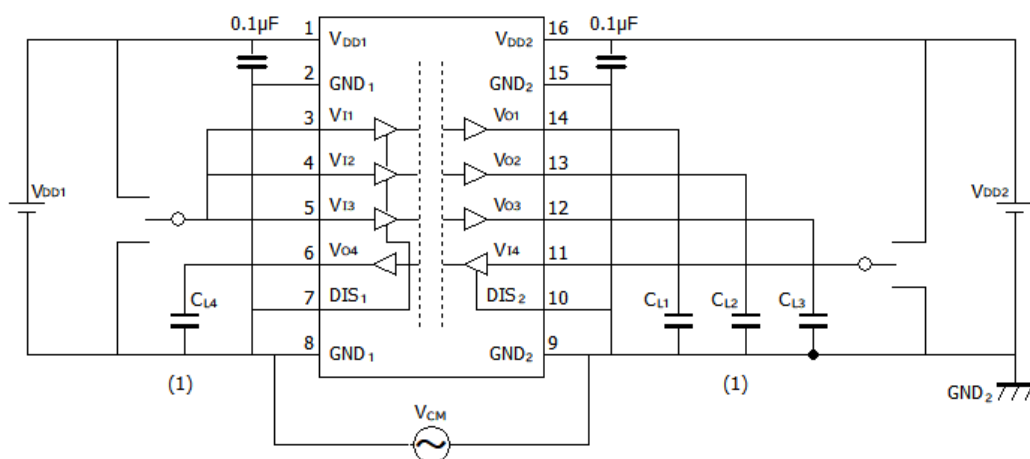 0.1μF 1 16 0.1μF
VDD1 VDD2
2 15
GND1 GND2
3 VI1 VO1 14
4 VI2 VO2 13
VDD1 VDD2
5 VI3 VO3 12
6 VO4 VI4 11
CL4 7 DIS1 DIS2 10 CL1 CL2 CL3
8 GND1 GND2 9
(1) (1)
GND2
VCM